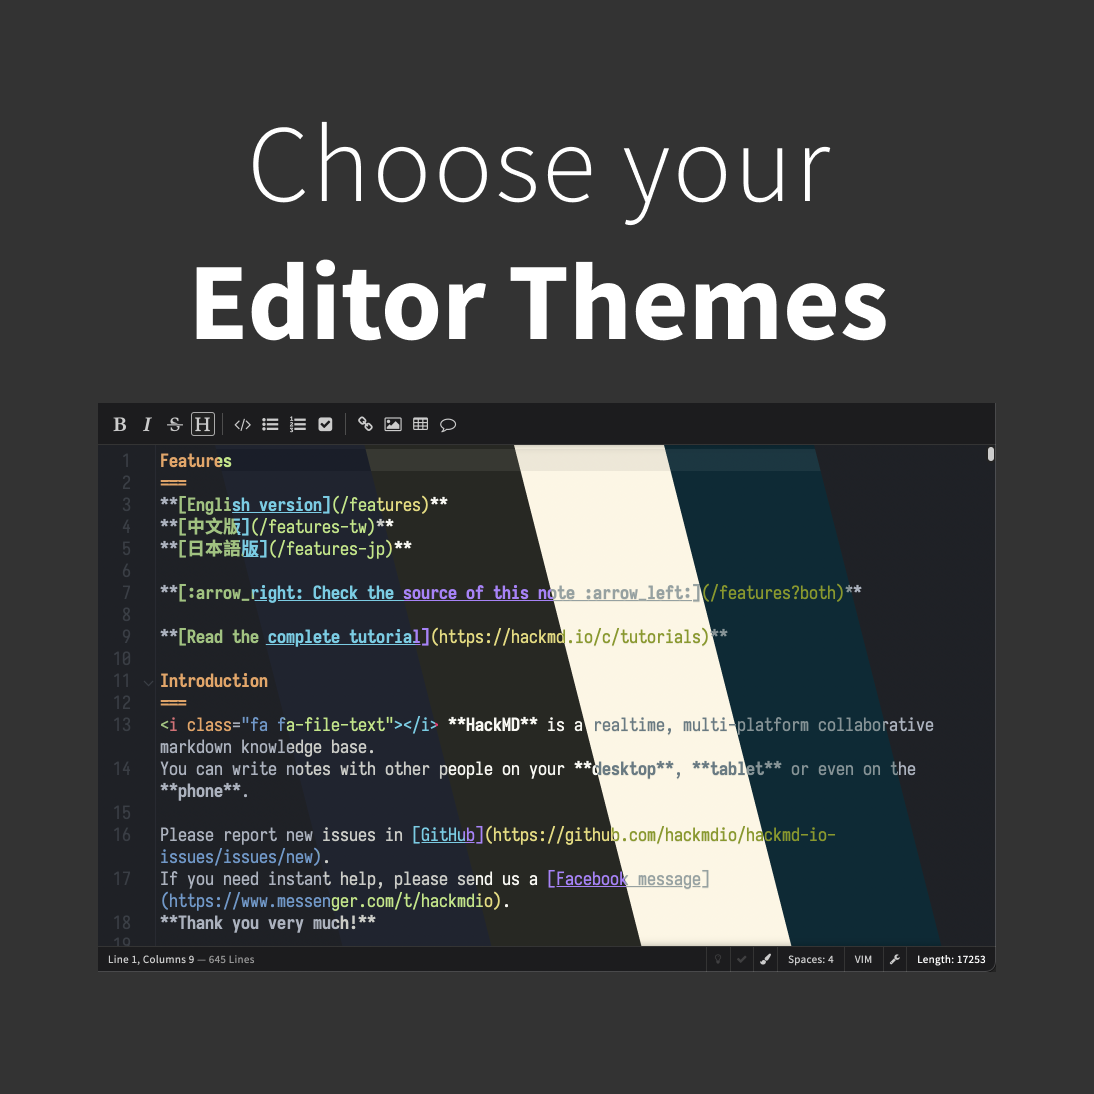 Choose your
Editor Themes
B I S H
1 Features
2 ===
3 **[English version](/features)**
4 **[中文版](/features-tw)**
5 **[日本語版](/features-jp)**
6
7 **[:arrow_right: Check the source of this note :arrow_left:](/features?both)**
8
9 **[Read the complete tutorial](https://hackmd.io/c/tutorials)**
10
11 Introduction
12 ===
13 <i class="fa fa-file-text"></i> **HackMD** is a realtime, multi-platform collaborative
markdown knowledge base.
14 You can write notes with other people on your **desktop**, **tablet** or even on the
**phone**.
15
16 Please report new issues in [GitHub](https://github.com/hackmdio/hackmd-io-
issues/issues/new).
17 If you need instant help, please send us a [Facebook message]
(https://www.messenger.com/t/hackmdio).
18 **Thank you very much!**
19
Line 1, Columns 9 — 645 Lines Spaces: 4 VIM Length: 17253